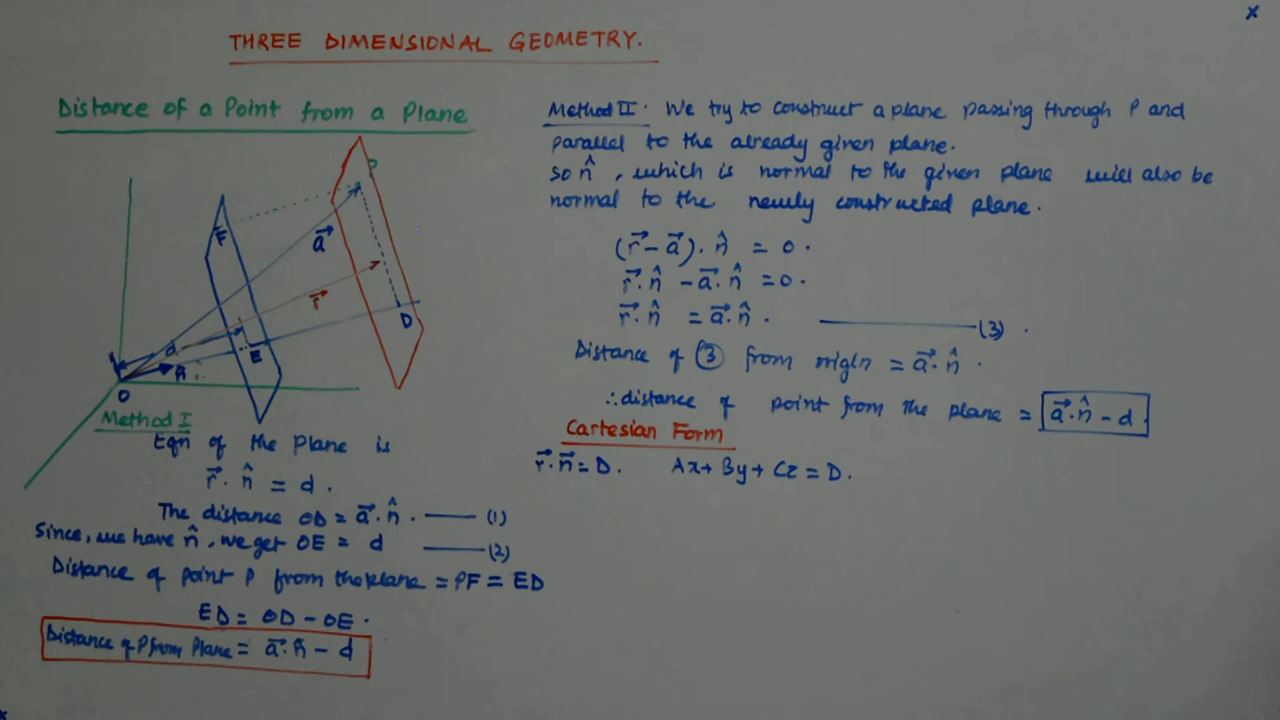 THREE DIMENSIONAL GEOMETRY.
Distance of a Point from a Plane
P
F
a⃗
r⃗
D
d
E
n̂
O
Method I
Eqn̄ of the Plane is
r⃗. n̂ = d.
The distance OD = a⃗. n̂. —— (1)
Since, we have n̂, we get OE = d —— (2)
Distance of point P from the plane = PF = ED
ED = OD - OE.
Distance of P from Plane = a⃗. n̂ - d
Method II. We try to construct a plane passing through P and
parallel to the already given plane.
So n̂, which is normal to the given plane will also be
normal to the newly constructed plane.
(r⃗ - a⃗). n̂ = 0.
r⃗. n̂ - a⃗. n̂ = 0.
r⃗. n̂ = a⃗. n̂. —— (3).
Distance of (3) from origin = a⃗. n̂.
∴ distance of point from the plane = a⃗. n̂ - d.
Cartesian Form
r⃗. n⃗ = D. Ax + By + Cz = D.